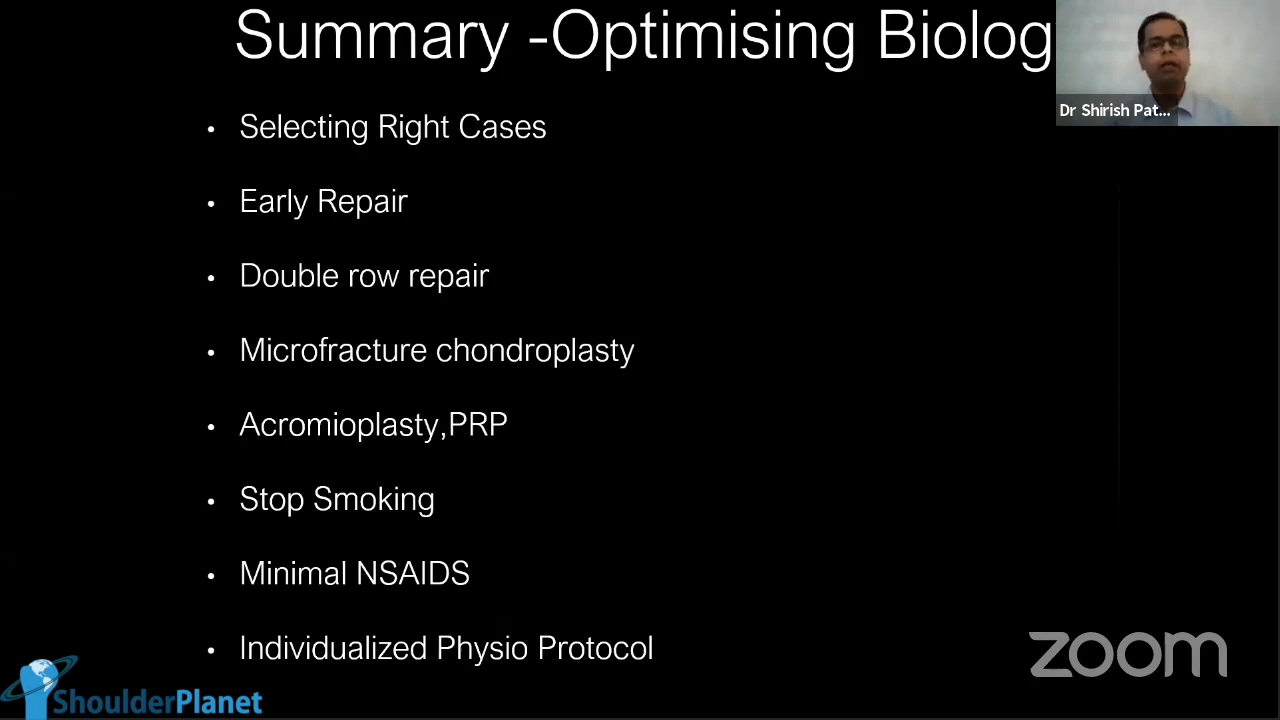 Summary -Optimising Biolog
Dr Shirish Pat...
• Selecting Right Cases
• Early Repair
• Double row repair
• Microfracture chondroplasty
• Acromioplasty,PRP
• Stop Smoking
• Minimal NSAIDS
• Individualized Physio Protocol
zoom
ShoulderPlanet